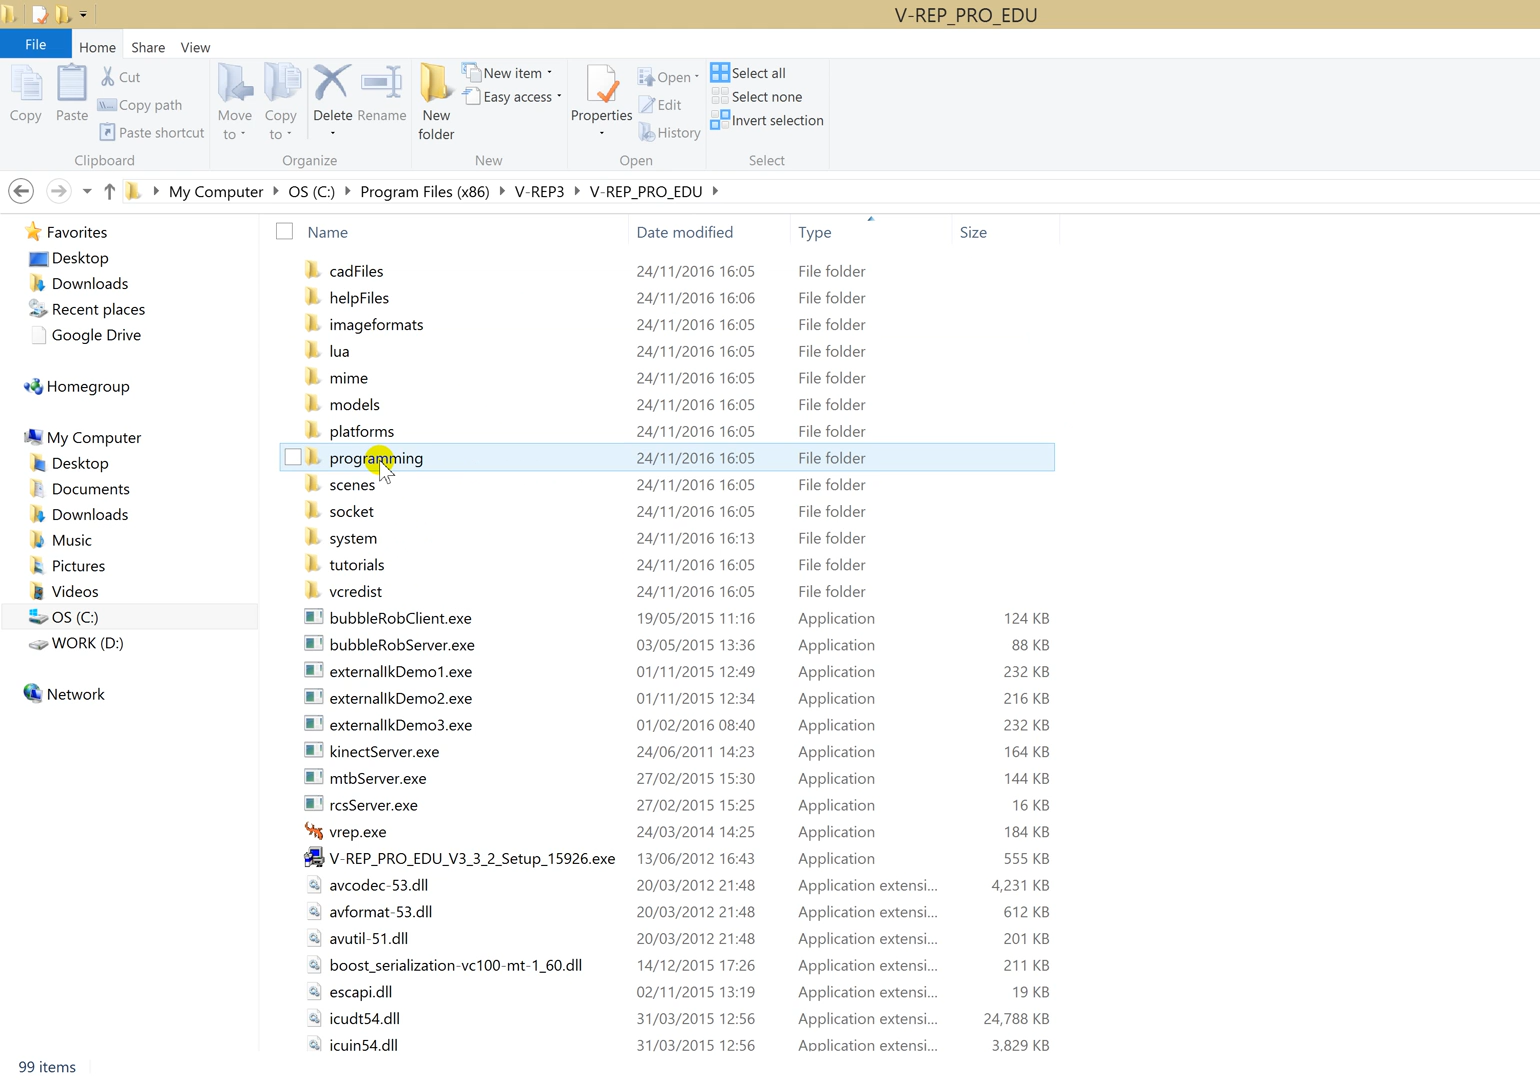 V-REP_PRO_EDU
File Home Share View
Copy
Paste
Cut
Copy path
Paste shortcut
Clipboard
Move to
Copy to
Delete
Rename
Organize
New folder
New item
Easy access
New
Properties
Open
Edit
History
Open
Select all
Select none
Invert selection
Select
My Computer OS (C:) Program Files (x86) V-REP3 V-REP_PRO_EDU
Favorites
Desktop
Downloads
Recent places
Google Drive
Homegroup
My Computer
Desktop
Documents
Downloads
Music
Pictures
Videos
OS (C:)
WORK (D:)
Network
Name Date modified Type Size
cadFiles 24/11/2016 16:05 File folder
helpFiles 24/11/2016 16:06 File folder
imageformats 24/11/2016 16:05 File folder
lua 24/11/2016 16:05 File folder
mime 24/11/2016 16:05 File folder
models 24/11/2016 16:05 File folder
platforms 24/11/2016 16:05 File folder
programming 24/11/2016 16:05 File folder
scenes 24/11/2016 16:05 File folder
socket 24/11/2016 16:05 File folder
system 24/11/2016 16:13 File folder
tutorials 24/11/2016 16:05 File folder
vcredist 24/11/2016 16:05 File folder
bubbleRobClient.exe 19/05/2015 11:16 Application 124 KB
bubbleRobServer.exe 03/05/2015 13:36 Application 88 KB
externalIkDemo1.exe 01/11/2015 12:49 Application 232 KB
externalIkDemo2.exe 01/11/2015 12:34 Application 216 KB
externalIkDemo3.exe 01/02/2016 08:40 Application 232 KB
kinectServer.exe 24/06/2011 14:23 Application 164 KB
mtbServer.exe 27/02/2015 15:30 Application 144 KB
rcsServer.exe 27/02/2015 15:25 Application 16 KB
vrep.exe 24/03/2014 14:25 Application 184 KB
V-REP_PRO_EDU_V3_3_2_Setup_15926.exe 13/06/2012 16:43 Application 555 KB
avcodec-53.dll 20/03/2012 21:48 Application extensi... 4,231 KB
avformat-53.dll 20/03/2012 21:48 Application extensi... 612 KB
avutil-51.dll 20/03/2012 21:48 Application extensi... 201 KB
boost_serialization-vc100-mt-1_60.dll 14/12/2015 17:26 Application extensi... 211 KB
escapi.dll 02/11/2015 13:19 Application extensi... 19 KB
icudt54.dll 31/03/2015 12:56 Application extensi... 24,788 KB
icuin54.dll 31/03/2015 12:56 Application extensi... 3,829 KB
99 items